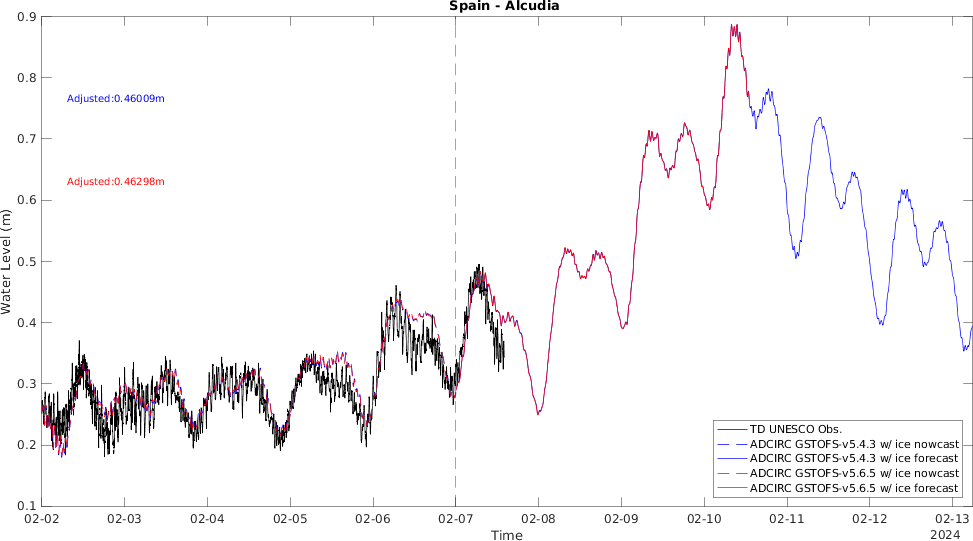 Spain - Alcudia
0.9
0.8
0.7
0.6
0.5
0.4
0.3
0.2
0.1
Water Level (m)
Adjusted:0.46009m
Adjusted:0.46298m
TD UNESCO Obs.
ADCIRC GSTOFS-v5.4.3 w/ ice nowcast
ADCIRC GSTOFS-v5.4.3 w/ ice forecast
ADCIRC GSTOFS-v5.6.5 w/ ice nowcast
ADCIRC GSTOFS-v5.6.5 w/ ice forecast
02-02 02-03 02-04 02-05 02-06 02-07 02-08 02-09 02-10 02-11 02-12 02-13
Time 2024